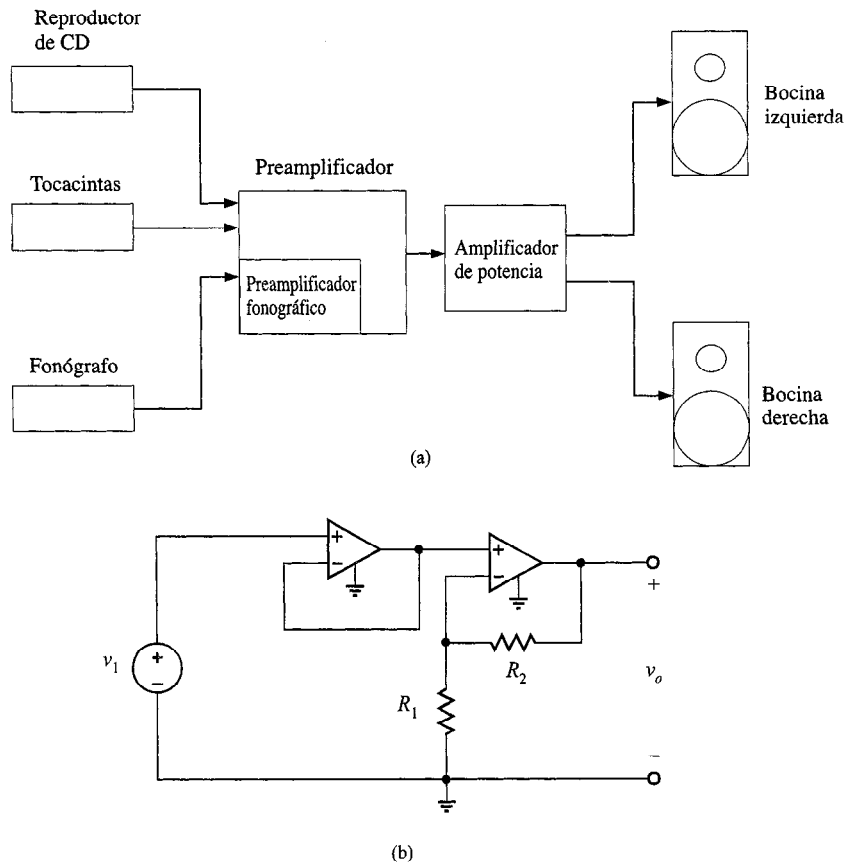 Reproductor
de CD
Tocacintas
Fonógrafo
Preamplificador
Preamplificador
fonográfico
Amplificador
de potencia
Bocina
izquierda
Bocina
derecha
(a)
+
−
+
−
v1
+
−
R1
R2
+
vo
−
(b)